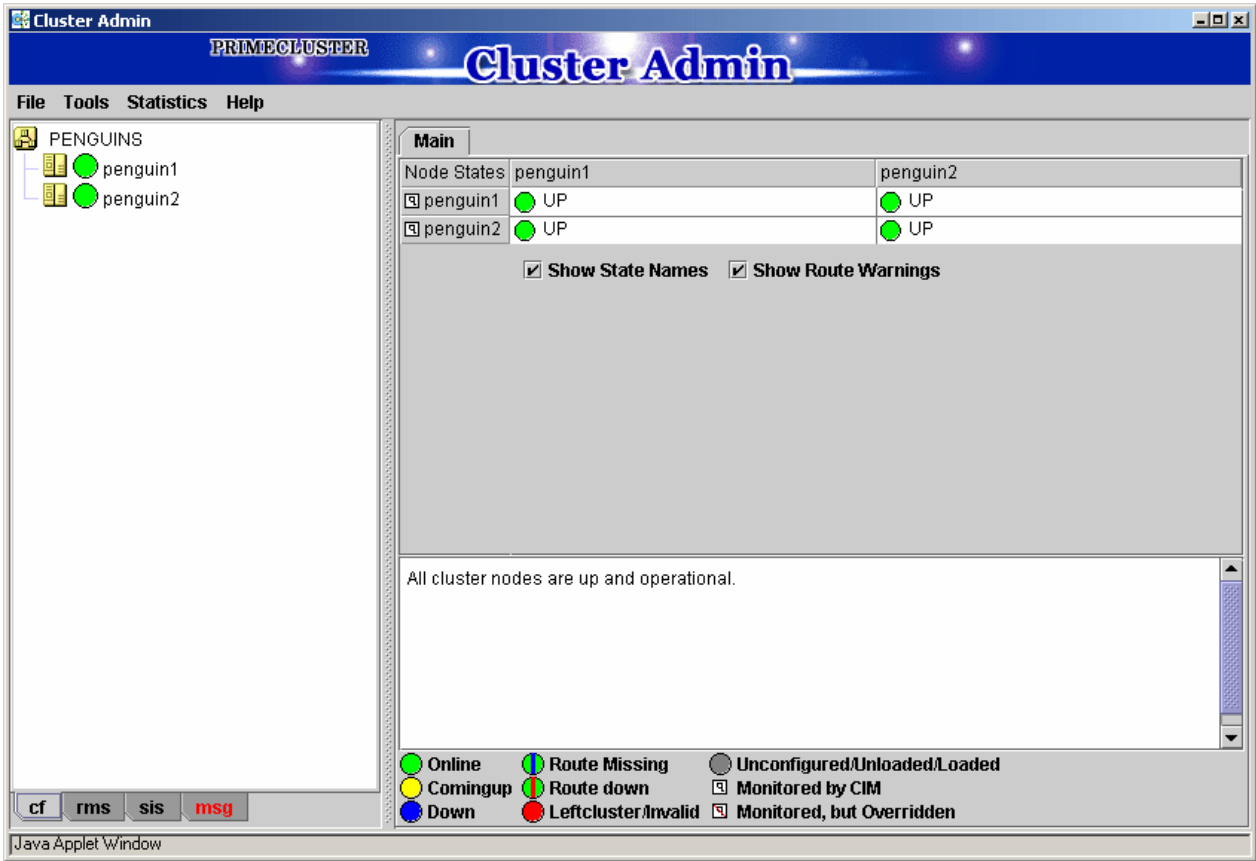 Cluster Admin
PRIMECLUSTER
Cluster Admin
File Tools Statistics Help
PENGUINS
penguin1
penguin2
Main
Node States penguin1 penguin2
penguin1 UP UP
penguin2 UP UP
Show State Names Show Route Warnings
All cluster nodes are up and operational.
Online Route Missing Unconfigured/Unloaded/Loaded
Comingup Route down Monitored by CIM
Down Leftcluster/Invalid Monitored, but Overridden
cf rms sis msg
Java Applet Window